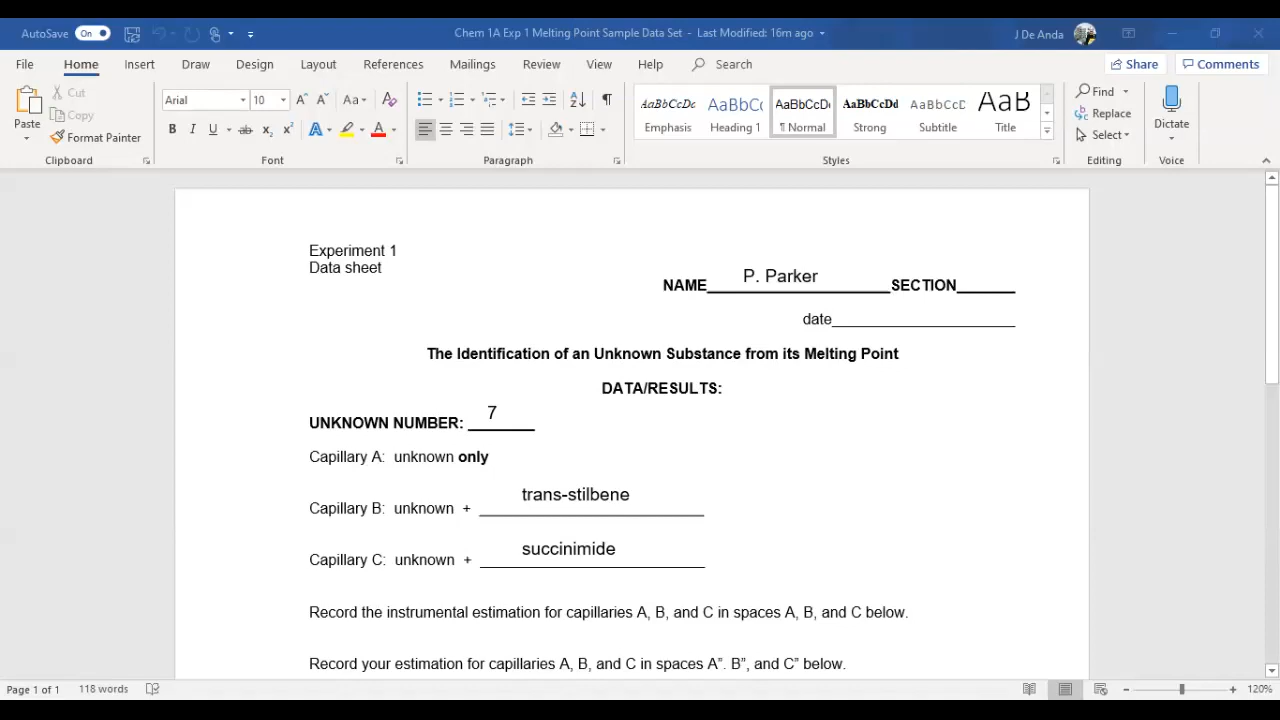 AutoSave On Chem 1A Exp 1 Melting Point Sample Data Set - Last Modified: 16m ago J De Anda
File Home Insert Draw Design Layout References Mailings Review View Help Search Share Comments
Paste Cut Copy Format Painter
Clipboard
Arial 10 Aa
B I U ab x2 x2 A A
Font
Paragraph
AaBbCcDc AaBbC( AaBbCcDı AaBbCcDd AaBbCcD AaB
Emphasis Heading 1 ¶ Normal Strong Subtitle Title
Styles
Find
Replace
Select
Editing
Dictate
Voice
Experiment 1
Data sheet
NAME P. Parker SECTION
date
The Identification of an Unknown Substance from its Melting Point
DATA/RESULTS:
UNKNOWN NUMBER: 7
Capillary A: unknown only
Capillary B: unknown + trans-stilbene
Capillary C: unknown + succinimide
Record the instrumental estimation for capillaries A, B, and C in spaces A, B, and C below.
Record your estimation for capillaries A, B, and C in spaces A”. B”, and C” below.
Page 1 of 1 118 words 120%